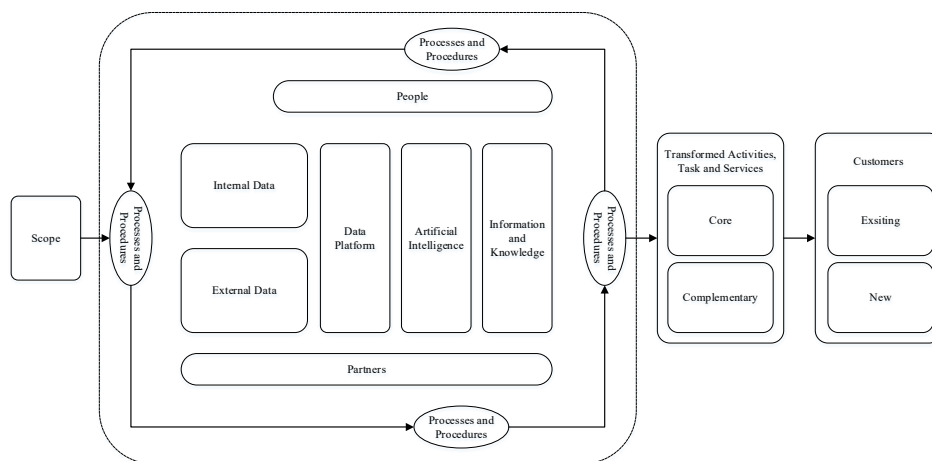 Processes and
Procedures
People
Transformed Activities,
Task and Services
Customers
Internal Data
Data
Platform
Artificial
Intelligence
Information
and
Knowledge
Scope
Processes and
Procedures
Processes and
Procedures
Core
Exsiting
External Data
Complementary
New
Partners
Processes and
Procedures